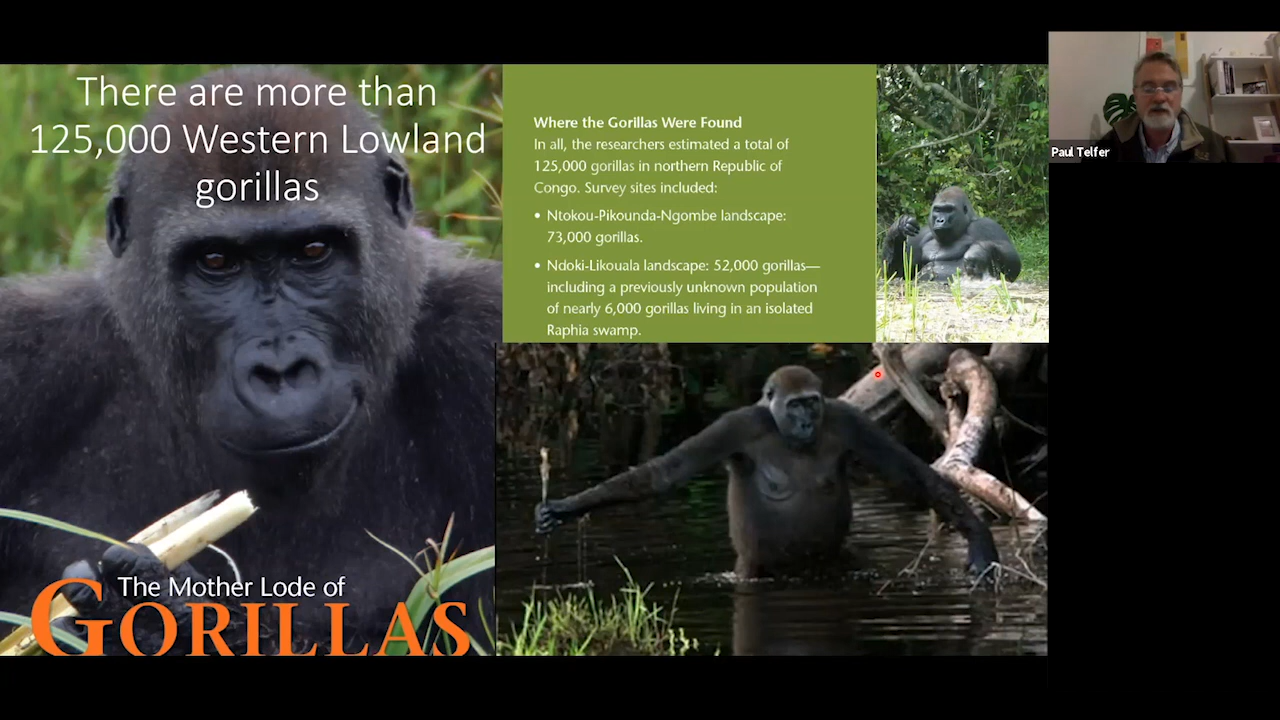 There are more than
125,000 Western Lowland
gorillas
The Mother Lode of
GORILLAS
Where the Gorillas Were Found
In all, the researchers estimated a total of
125,000 gorillas in northern Republic of
Congo. Survey sites included:
• Ntokou-Pikounda-Ngombe landscape:
73,000 gorillas.
• Ndoki-Likouala landscape: 52,000 gorillas—
including a previously unknown population
of nearly 6,000 gorillas living in an isolated
Raphia swamp.
Paul Telfer